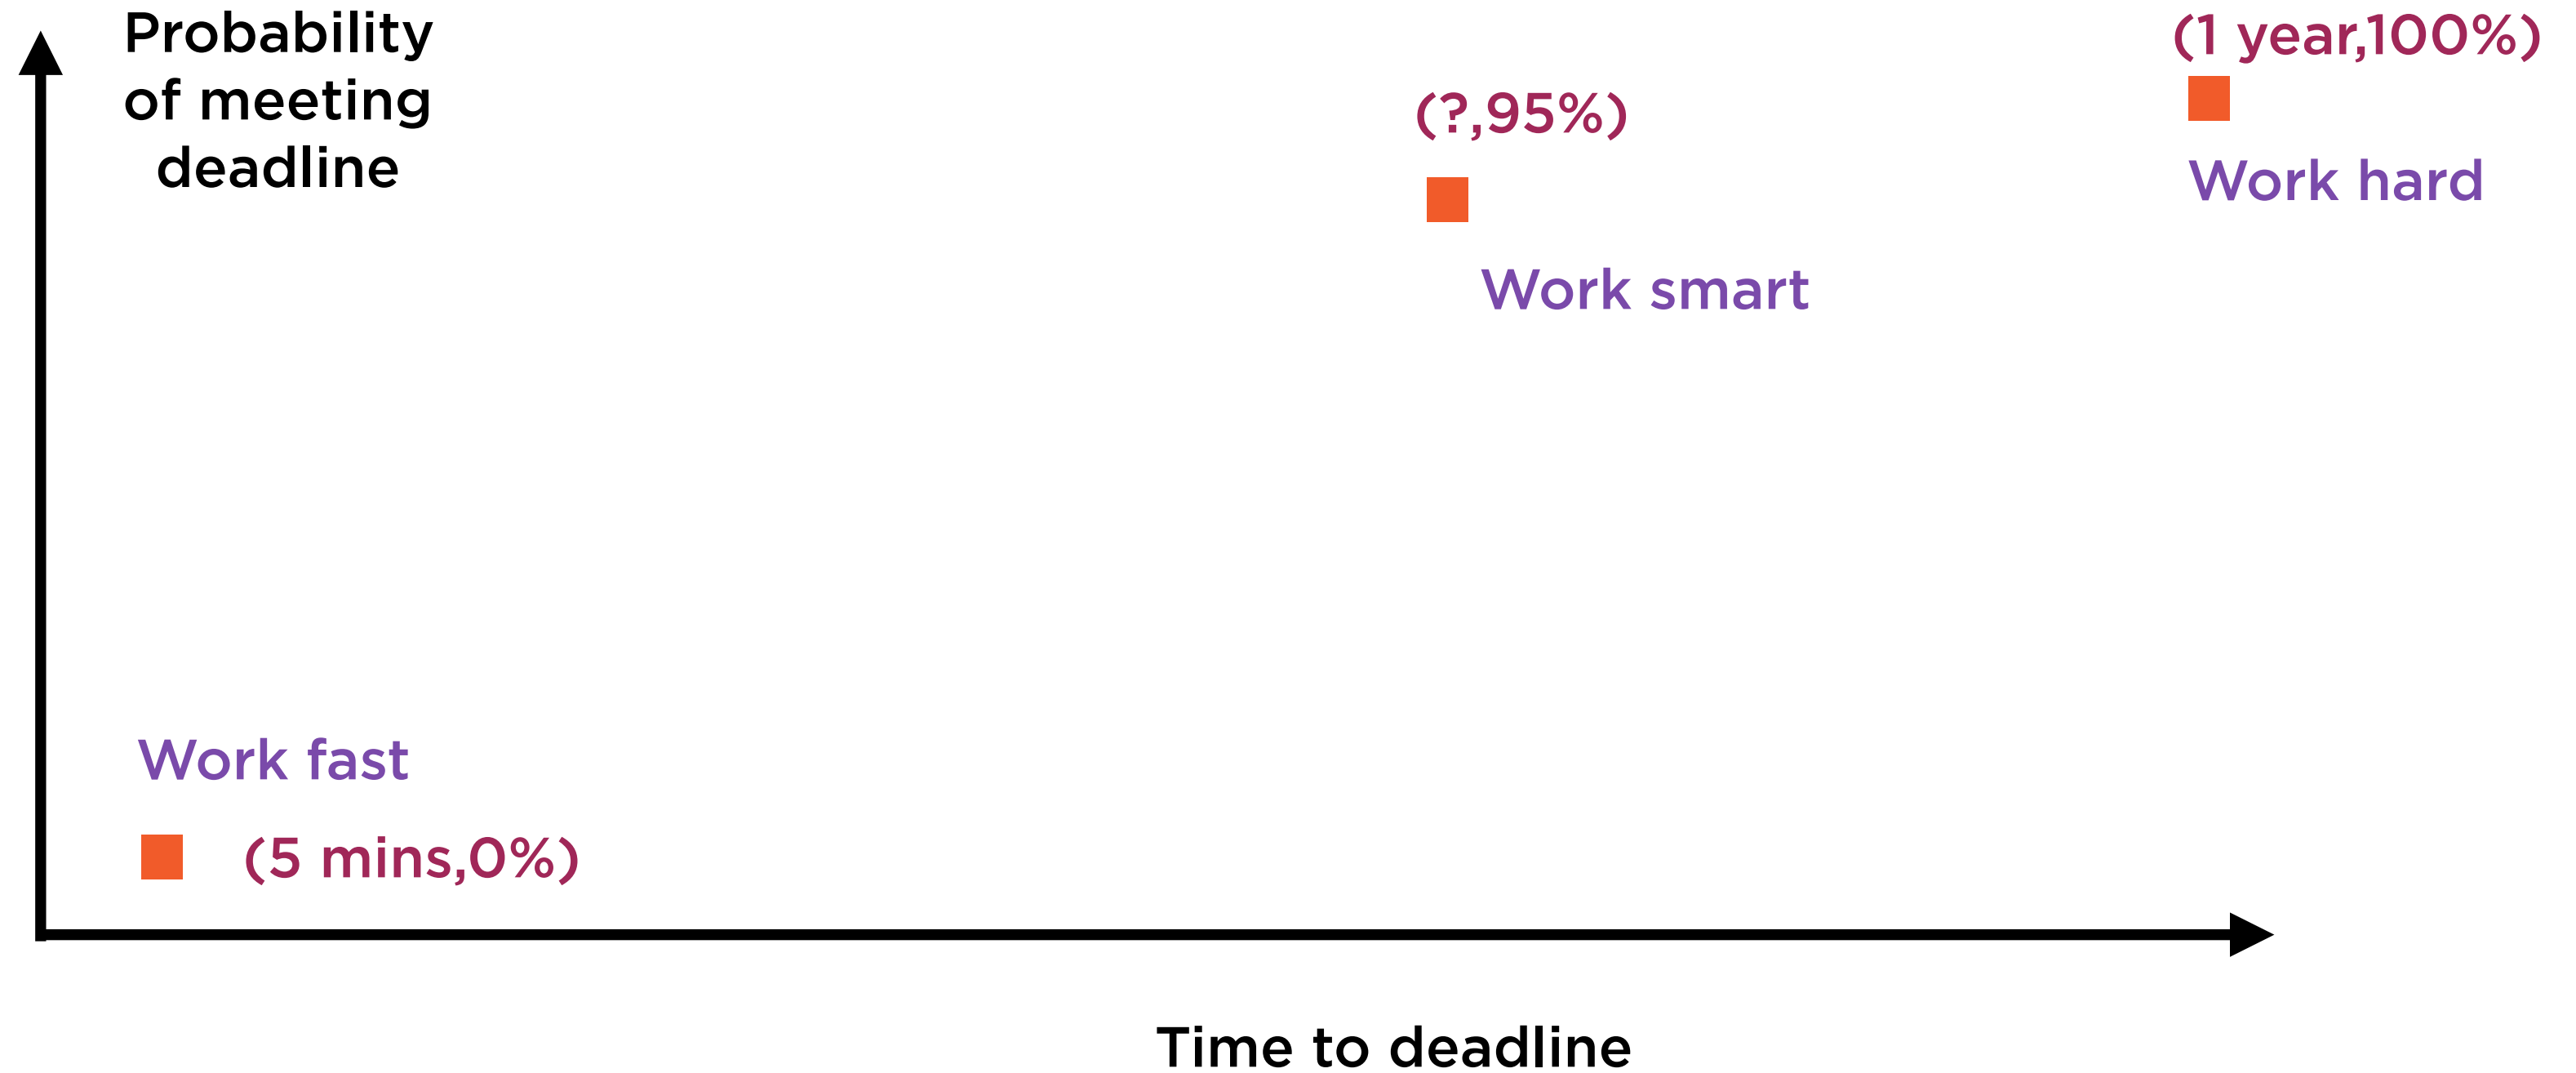 Probability
of meeting
deadline
(1 year,100%)
(?,95%)
Work hard
Work smart
Work fast
(5 mins,0%)
Time to deadline